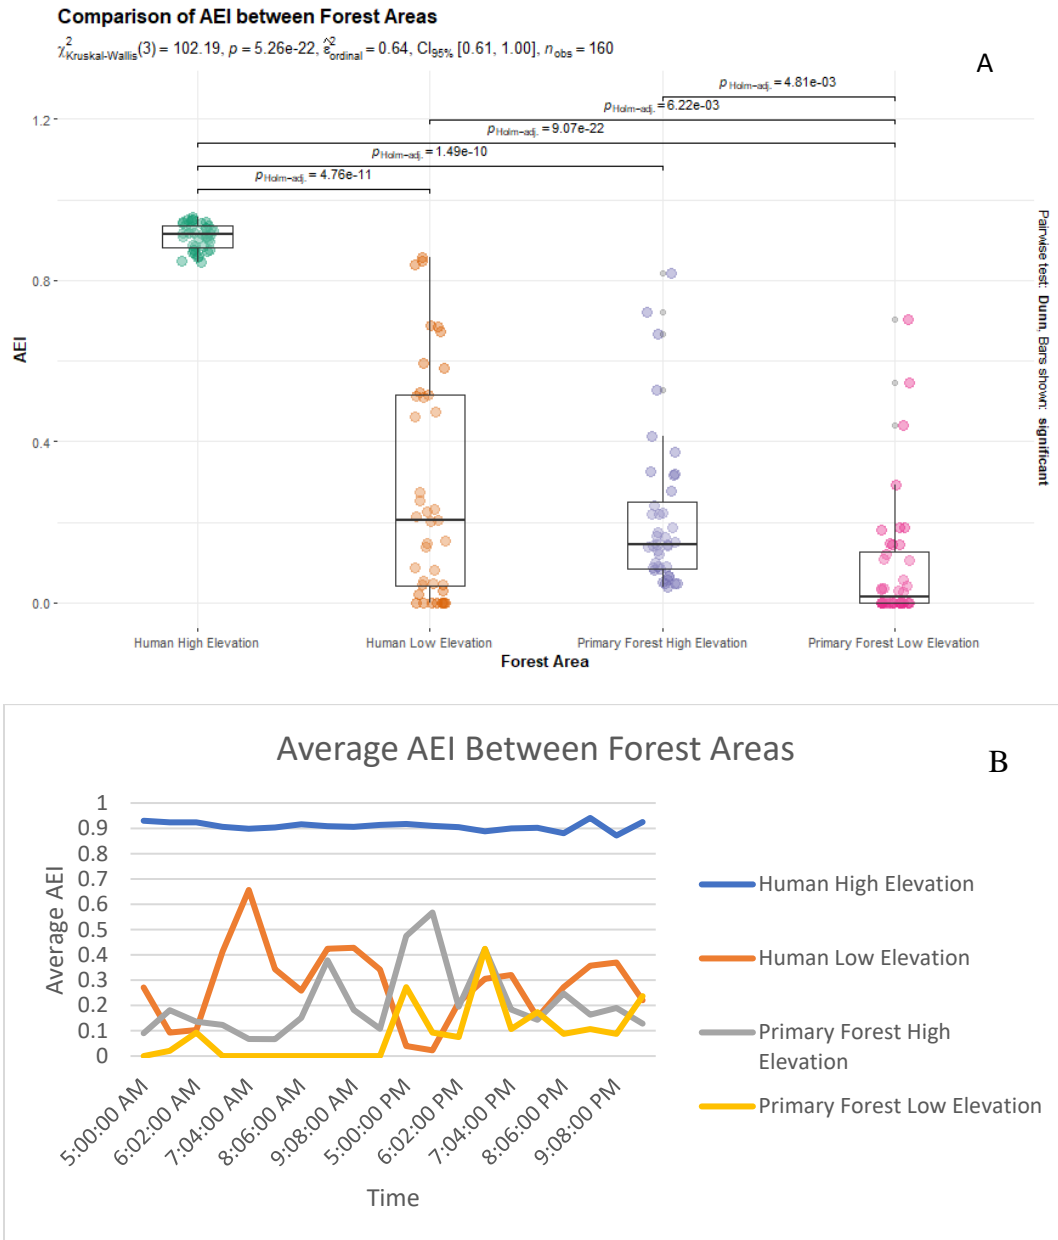 Comparison of AEI between Forest Areas
χ²Kruskal-Wallis(3) = 102.19, p = 5.26e-22, ε̂²ordinal = 0.64, CI95% [0.61, 1.00], nobs = 160
A
pHolm-adj. = 4.81e-03
pHolm-adj. = 6.22e-03
pHolm-adj. = 9.07e-22
pHolm-adj. = 1.49e-10
pHolm-adj. = 4.76e-11
1.2
0.8
0.4
0.0
AEI
Pairwise test: Dunn, Bars shown: significant
Human High Elevation
Human Low Elevation
Primary Forest High Elevation
Primary Forest Low Elevation
Forest Area
Average AEI Between Forest Areas
B
1
0.9
0.8
0.7
0.6
0.5
0.4
0.3
0.2
0.1
0
Average AEI
5:00:00 AM
6:02:00 AM
7:04:00 AM
8:06:00 AM
9:08:00 AM
5:00:00 PM
6:02:00 PM
7:04:00 PM
8:06:00 PM
9:08:00 PM
Time
Human High Elevation
Human Low Elevation
Primary Forest High
Elevation
Primary Forest Low Elevation